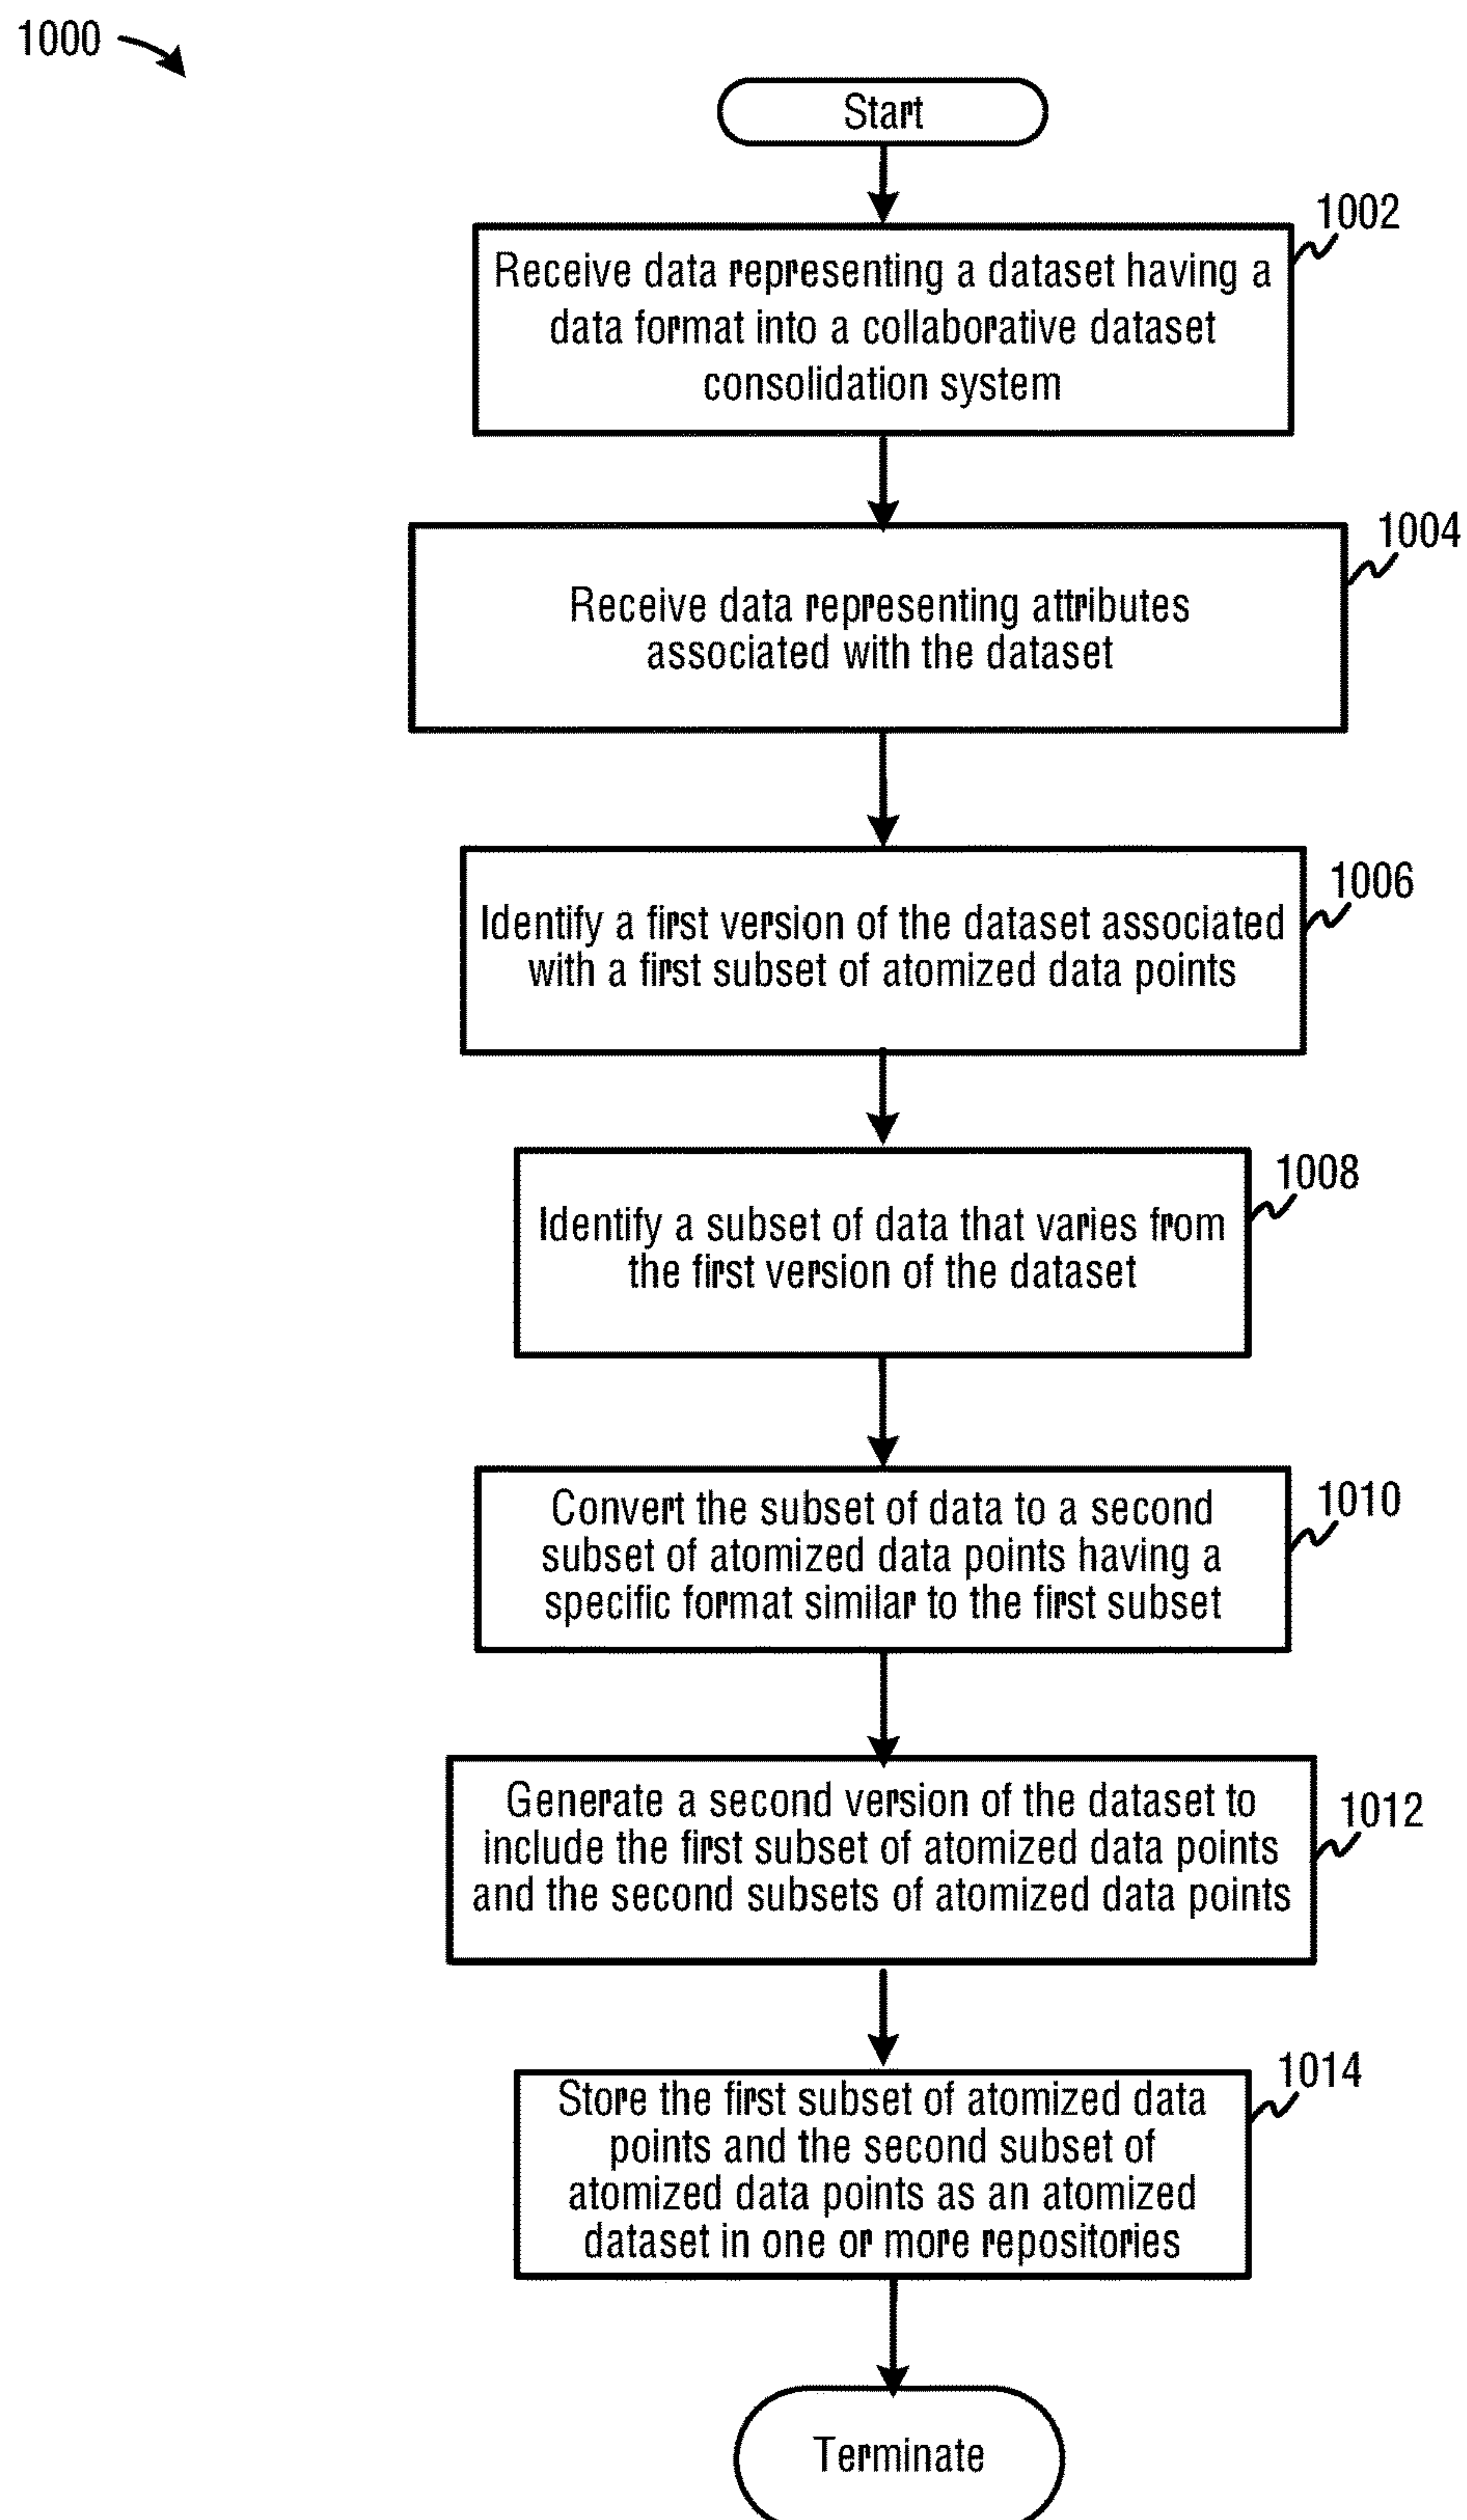 1000
Start
1002
Receive data representing a dataset having a
data format into a collaborative dataset
consolidation system
1004
Receive data representing attributes
associated with the dataset
1006
Identify a first version of the dataset associated
with a first subset of atomized data points
1008
Identify a subset of data that varies from
the first version of the dataset
1010
Convert the subset of data to a second
subset of atomized data points having a
specific format similar to the first subset
1012
Generate a second version of the dataset to
include the first subset of atomized data points
and the second subsets of atomized data points
1014
Store the first subset of atomized data
points and the second subset of
atomized data points as an atomized
dataset in one or more repositories
Terminate